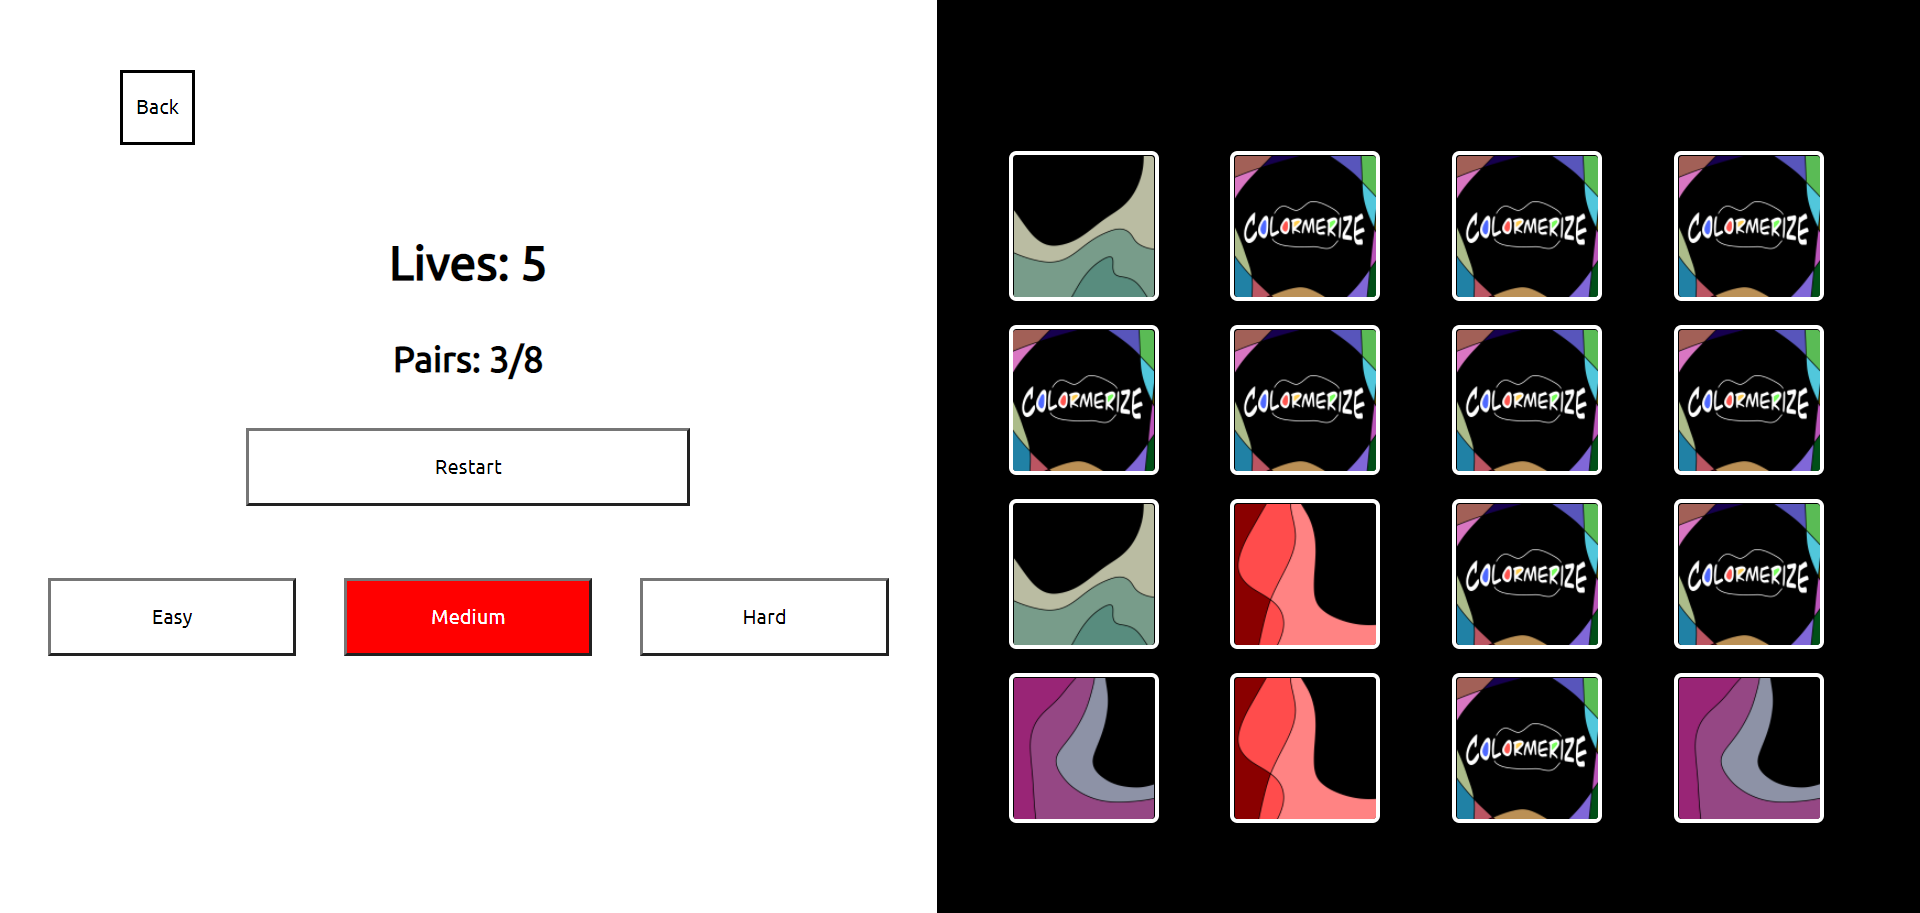 Back
Lives: 5
Pairs: 3/8
Restart
Easy Medium Hard
COLORMERIZE COLORMERIZE COLORMERIZE
COLORMERIZE COLORMERIZE COLORMERIZE COLORMERIZE
COLORMERIZE COLORMERIZE
COLORMERIZE